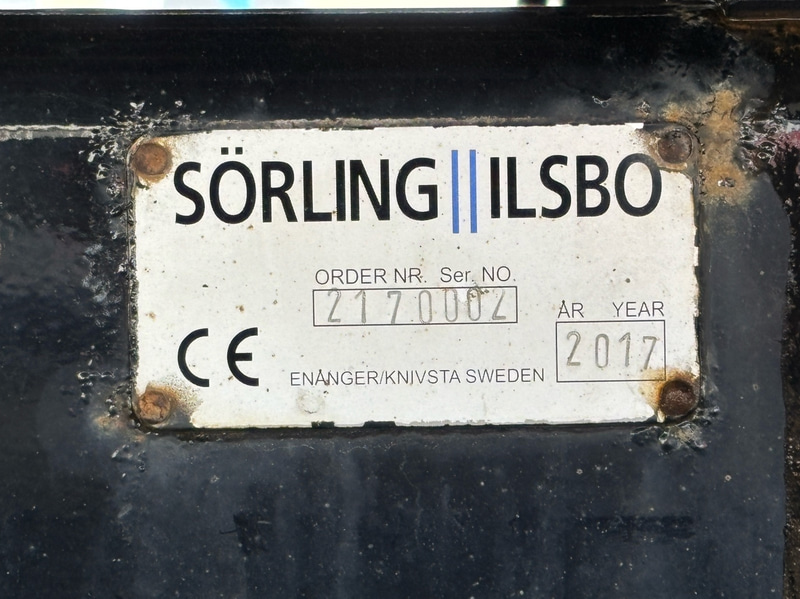 SÖRLING ILSBO
ORDER NR. Ser. NO.
2170002
ÅR YEAR
2017
CE
ENÅNGER/KNIVSTA SWEDEN